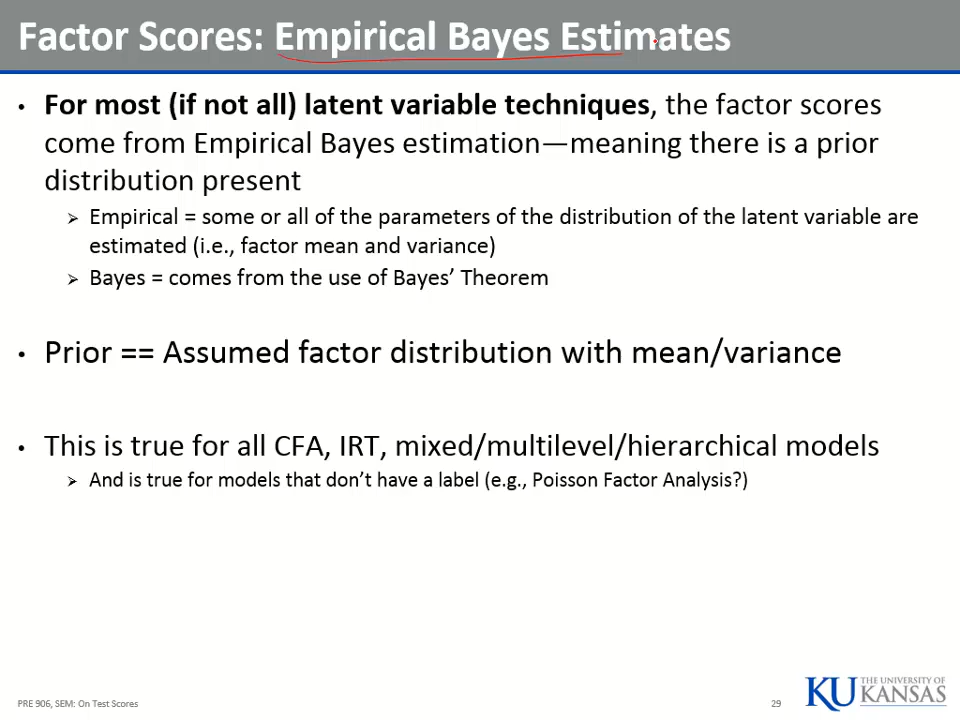 Factor Scores: Empirical Bayes Estimates
• For most (if not all) latent variable techniques, the factor scores
come from Empirical Bayes estimation—meaning there is a prior
distribution present
➢ Empirical = some or all of the parameters of the distribution of the latent variable are
estimated (i.e., factor mean and variance)
➢ Bayes = comes from the use of Bayes’ Theorem
• Prior == Assumed factor distribution with mean/variance
• This is true for all CFA, IRT, mixed/multilevel/hierarchical models
➢ And is true for models that don’t have a label (e.g., Poisson Factor Analysis?)
PRE 906, SEM: On Test Scores
29
KU THE UNIVERSITY OF
KANSAS